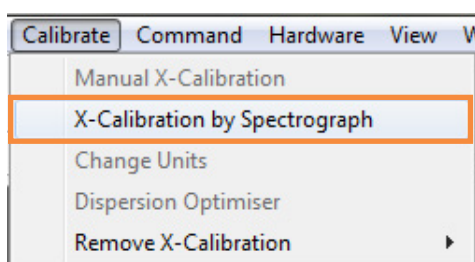 Calibrate Command Hardware View
Manual X-Calibration
X-Calibration by Spectrograph
Change Units
Dispersion Optimiser
Remove X-Calibration